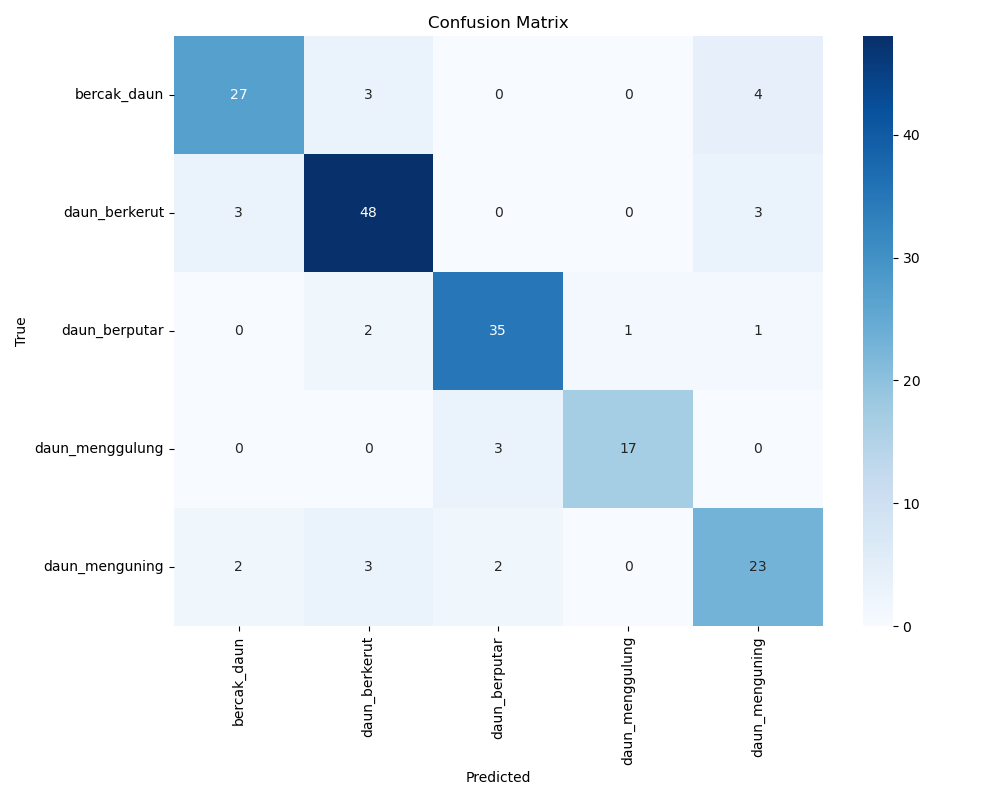 Confusion Matrix
bercak_daun 27 3 0 0 4
daun_berkerut 3 48 0 0 3
daun_berputar 0 2 35 1 1
daun_menggulung 0 0 3 17 0
daun_menguning 2 3 2 0 23
True
bercak_daun
daun_berkerut
daun_berputar
daun_menggulung
daun_menguning
Predicted
40
30
20
10
0